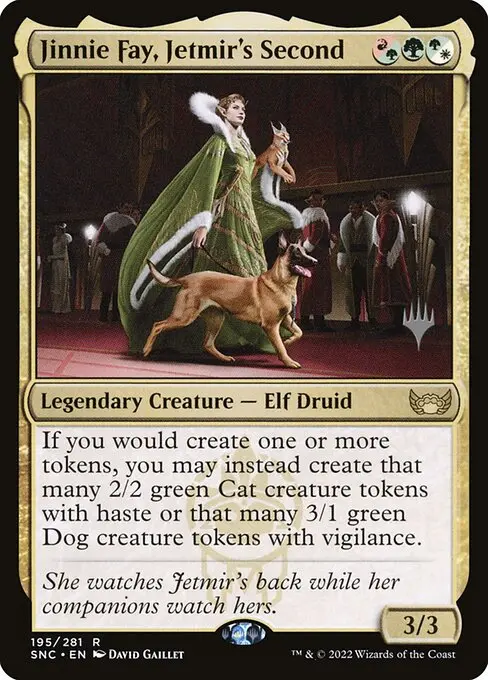 Jinnie Fay, Jetmir's Second
Legendary Creature — Elf Druid
If you would create one or more
tokens, you may instead create that
many 2/2 green Cat creature tokens
with haste or that many 3/1 green
Dog creature tokens with vigilance.
She watches Jetmir's back while her
companions watch hers.
3/3
195/281 R
SNC • EN DAVID GAILLET
™ & © 2022 Wizards of the Coast